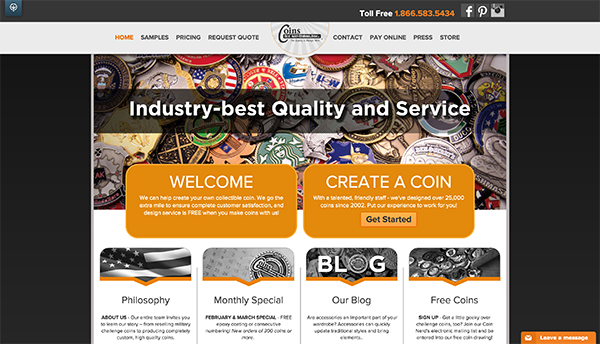 Toll Free 1.866.583.5434
HOME SAMPLES PRICING REQUEST QUOTE
Coins
CONTACT PAY ONLINE PRESS STORE
Industry-best Quality and Service
WELCOME
We can help create your own collectible coin. We go the
extra mile to ensure complete customer satisfaction, and
design service is FREE when you make coins with us!
CREATE A COIN
With a talented, friendly staff - we've designed over 25,000
coins since 2002. Put our experience to work for you!
Get Started
Philosophy
ABOUT US - Our entire team invites you
to learn our story – from reselling military
challenge coins to producing completely
custom, high quality coins.
Monthly Special
FEBRUARY & MARCH SPECIAL - FREE
epoxy coating or consecutive
numbering! New orders of 200 coins or
more.
BLOG
Our Blog
Are accessories an important part of your
wardrobe? Accessories can quickly
update traditional styles and bring
elements..
Free Coins
SIGN UP - Get a little geeky over
challenge coins, too? Join our Coin
Nerd's electronic mailing list and be
entered into our free coin drawing!
Leave a message